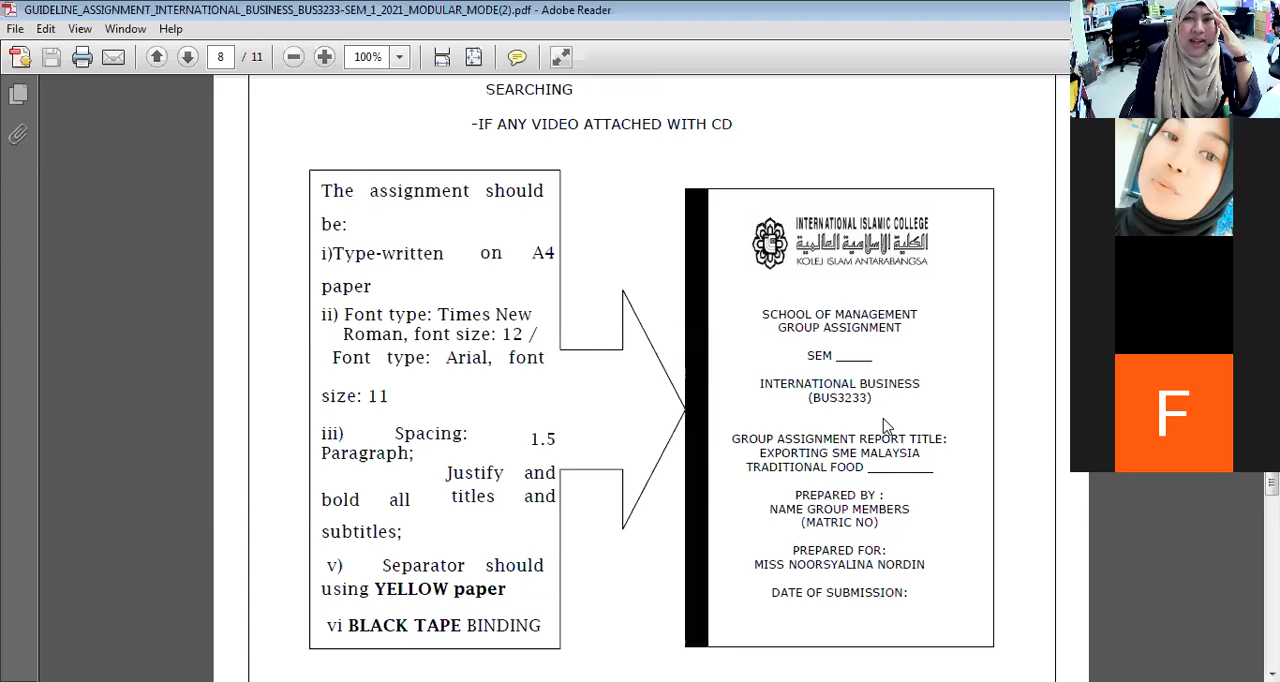 GUIDELINE_ASSIGNMENT_INTERNATIONAL_BUSINESS_BUS3233-SEM_1_2021_MODULAR_MODE(2).pdf - Adobe Reader
File Edit View Window Help
8 / 11 100%
SEARCHING
-IF ANY VIDEO ATTACHED WITH CD
The assignment should
be:
i)Type-written on A4
paper
ii) Font type: Times New
Roman, font size: 12 /
Font type: Arial, font
size: 11
iii) Spacing: 1.5
Paragraph;
Justify and
bold all titles and
subtitles;
v) Separator should
using YELLOW paper
vi BLACK TAPE BINDING
INTERNATIONAL ISLAMIC COLLEGE
الكلية الإسلامية العالمية
KOLEJ ISLAM ANTARABANGSA
SCHOOL OF MANAGEMENT
GROUP ASSIGNMENT
SEM _____
INTERNATIONAL BUSINESS
(BUS3233)
GROUP ASSIGNMENT REPORT TITLE:
EXPORTING SME MALAYSIA
TRADITIONAL FOOD _________
PREPARED BY :
NAME GROUP MEMBERS
(MATRIC NO)
PREPARED FOR:
MISS NOORSYALINA NORDIN
DATE OF SUBMISSION:
F